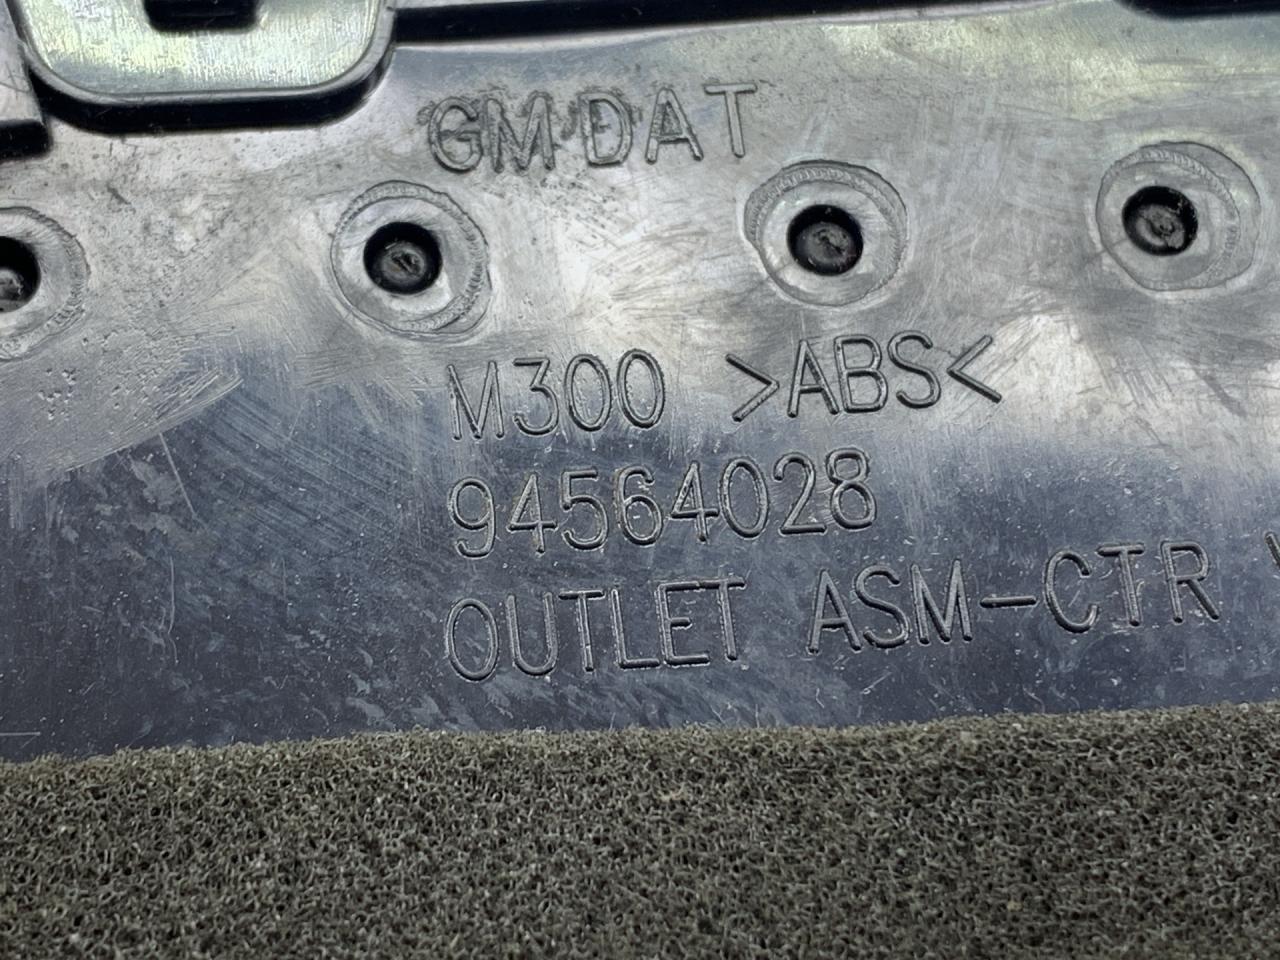 GM DAT
M300 >ABS<
94564028
OUTLET ASM-CTR